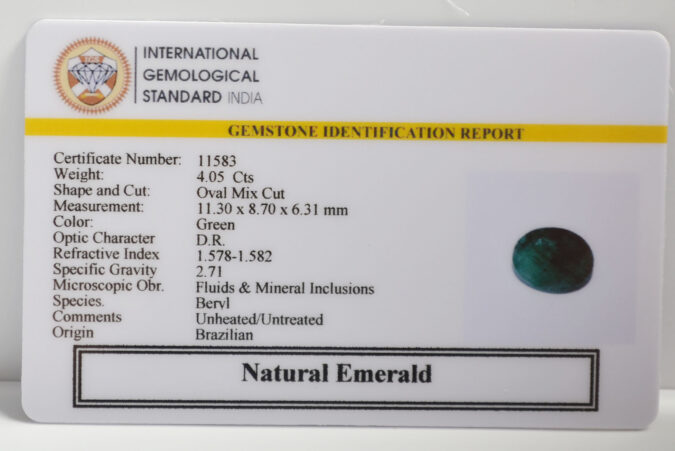 IGS
INTERNATIONAL
GEMOLOGICAL
STANDARD INDIA
GEMSTONE IDENTIFICATION REPORT
Certificate Number: 11583
Weight: 4.05 Cts
Shape and Cut: Oval Mix Cut
Measurement: 11.30 x 8.70 x 6.31 mm
Color: Green
Optic Character D.R.
Refractive Index 1.578-1.582
Specific Gravity 2.71
Microscopic Obr. Fluids & Mineral Inclusions
Species. Beryl
Comments Unheated/Untreated
Origin Brazilian
Natural Emerald